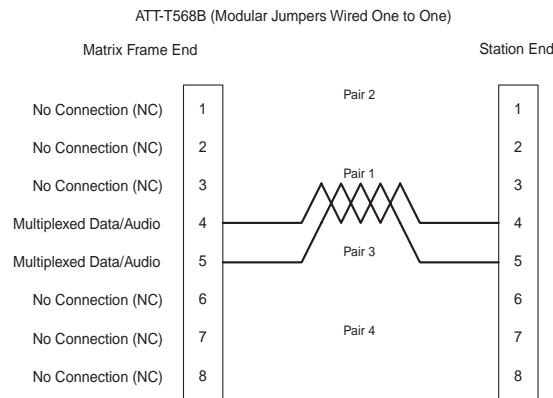 ATT-T568B (Modular Jumpers Wired One to One)
Matrix Frame End
Station End
Pair 2
No Connection (NC) 1 1
No Connection (NC) 2 2
Pair 1
No Connection (NC) 3 3
Multiplexed Data/Audio 4 4
Pair 3
Multiplexed Data/Audio 5 5
No Connection (NC) 6 6
Pair 4
No Connection (NC) 7 7
No Connection (NC) 8 8